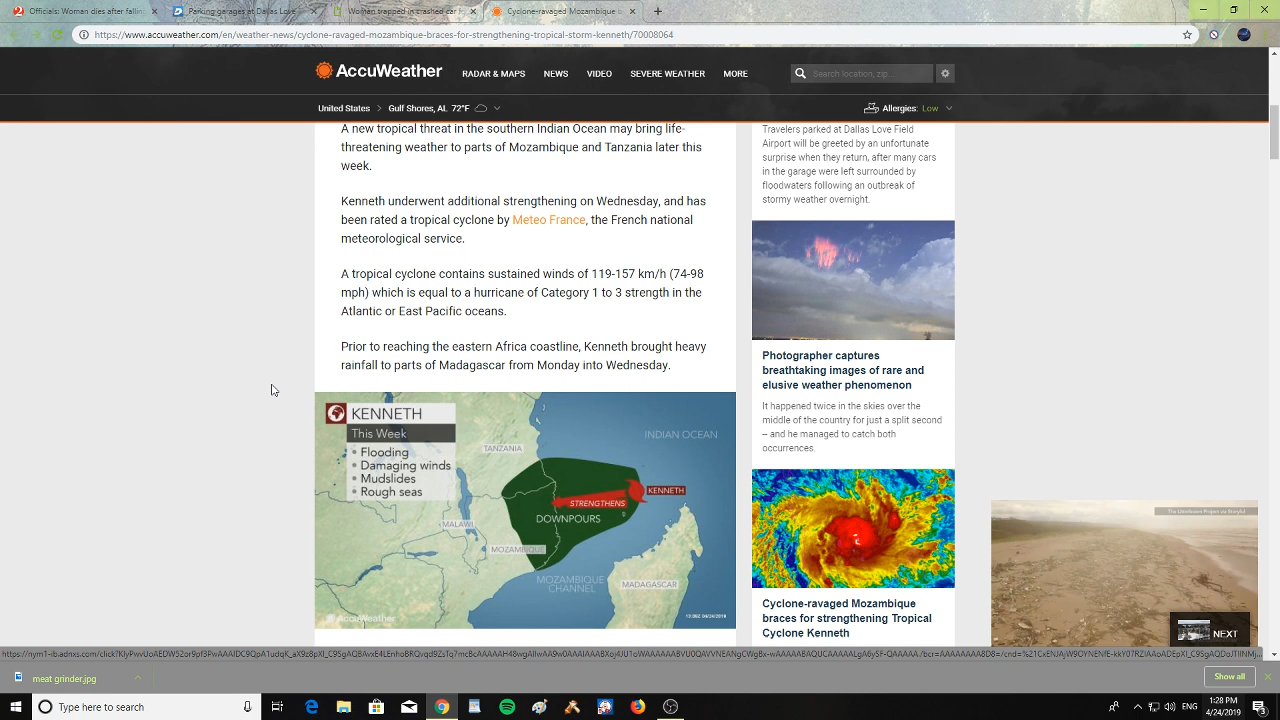 Officials: Woman dies after fallin
Parking garages at Dallas Love
Woman trapped in crashed car f
Cyclone-ravaged Mozambique b
https://www.accuweather.com/en/weather-news/cyclone-ravaged-mozambique-braces-for-strengthening-tropical-storm-kenneth/70008064
AccuWeather RADAR & MAPS NEWS VIDEO SEVERE WEATHER MORE Search location, zip...
United States > Gulf Shores, AL 72°F Allergies: Low
A new tropical threat in the southern Indian Ocean may bring life-
threatening weather to parts of Mozambique and Tanzania later this
week.
Kenneth underwent additional strengthening on Wednesday, and has
been rated a tropical cyclone by Meteo France, the French national
meteorological service.
A tropical cyclone contains sustained winds of 119-157 km/h (74-98
mph) which is equal to a hurricane of Category 1 to 3 strength in the
Atlantic or East Pacific oceans.
Prior to reaching the eastern Africa coastline, Kenneth brought heavy
rainfall to parts of Madagascar from Monday into Wednesday.
KENNETH
This Week
• Flooding
• Damaging winds
• Mudslides
• Rough seas
INDIAN OCEAN
TANZANIA
KENNETH
STRENGTHENS
DOWNPOURS
MALAWI
MOZAMBIQUE
MOZAMBIQUE
CHANNEL
MADAGASCAR
AccuWeather
Travelers parked at Dallas Love Field
Airport will be greeted by an unfortunate
surprise when they return, after many cars
in the garage were left surrounded by
floodwaters following an outbreak of
stormy weather overnight.
Photographer captures
breathtaking images of rare and
elusive weather phenomenon
It happened twice in the skies over the
middle of the country for just a split second
-- and he managed to catch both
occurrences.
Cyclone-ravaged Mozambique
braces for strengthening Tropical
Cyclone Kenneth
The Littertarians Project via Storyful
NEXT
meat grinder.jpg
Show all
Type here to search
ENG
1:28 PM
4/24/2019